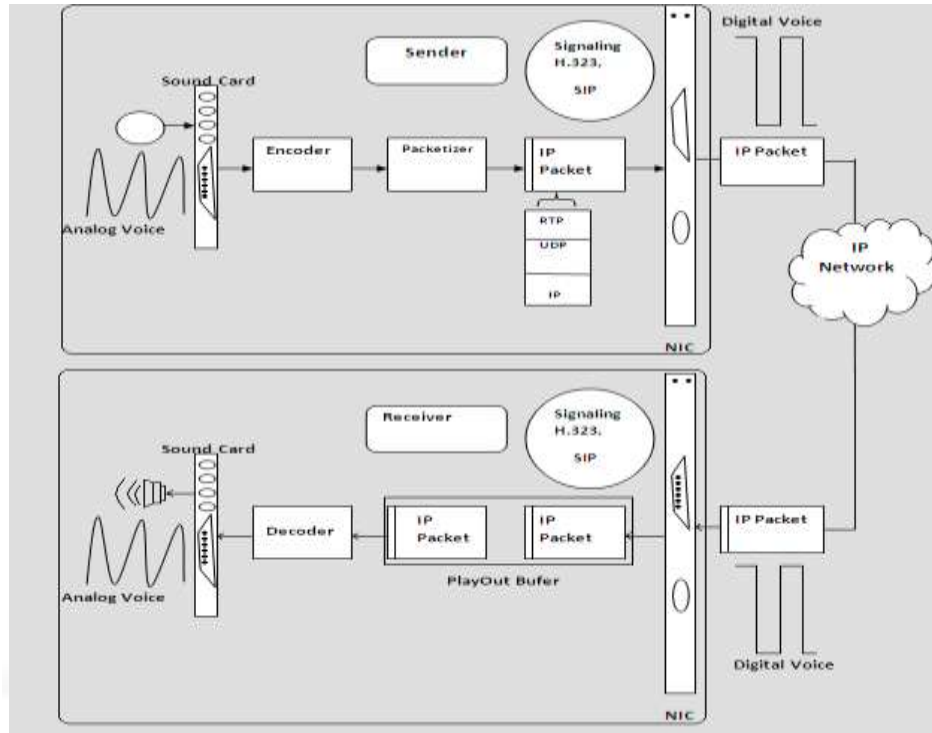 Digital Voice
Sender
Signaling
H.323,
SIP
Sound Card
Encoder
Packetizer
IP
Packet
IP Packet
Analog Voice
RTP
UDP
IP
IP
Network
NIC
Receiver
Signaling
H.323,
SIP
Sound Card
Decoder
IP
Packet
IP
Packet
IP Packet
PlayOut Bufer
Analog Voice
Digital Voice
NIC